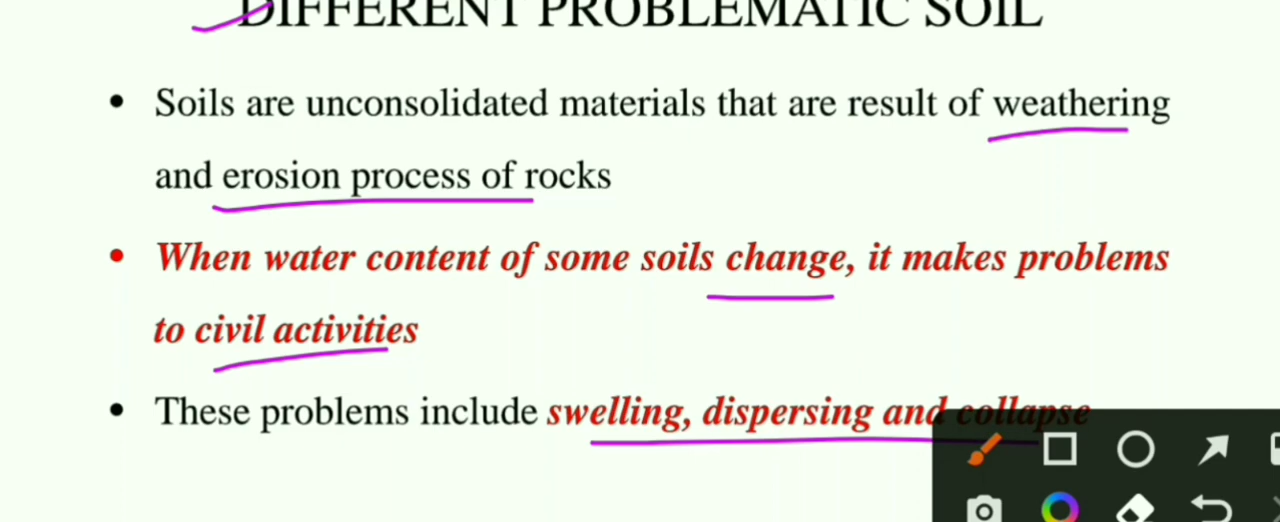 DIFFERENT PROBLEMATIC SOIL
• Soils are unconsolidated materials that are result of weathering
and erosion process of rocks
• When water content of some soils change, it makes problems
to civil activities
• These problems include swelling, dispersing and collapse